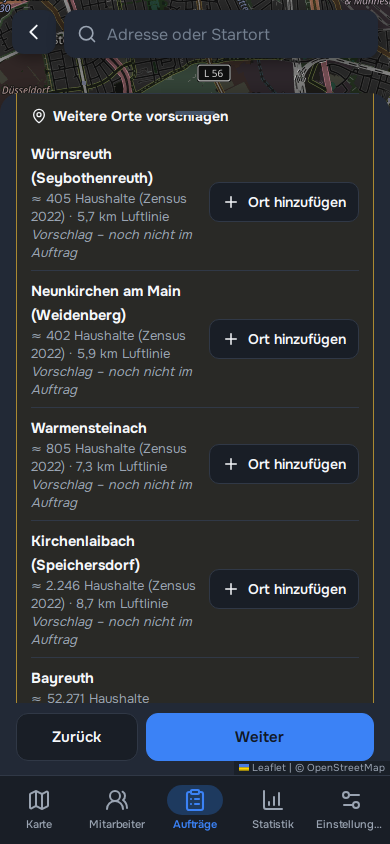 Adresse oder Startort
L 56
Düsseldorf
Weitere Orte vorschlagen
Würnsreuth
(Seybothenreuth)
≈ 405 Haushalte (Zensus
2022) · 5,7 km Luftlinie
Vorschlag – noch nicht im
Auftrag
Ort hinzufügen
Neunkirchen am Main
(Weidenberg)
≈ 402 Haushalte (Zensus
2022) · 5,9 km Luftlinie
Vorschlag – noch nicht im
Auftrag
Ort hinzufügen
Warmensteinach
≈ 805 Haushalte (Zensus
2022) · 7,3 km Luftlinie
Vorschlag – noch nicht im
Auftrag
Ort hinzufügen
Kirchenlaibach
(Speichersdorf)
≈ 2.246 Haushalte (Zensus
2022) · 8,7 km Luftlinie
Vorschlag – noch nicht im
Auftrag
Ort hinzufügen
Bayreuth
≈ 52.271 Haushalte
Zurück
Weiter
Leaflet | © OpenStreetMap
Karte
Mitarbeiter
Aufträge
Statistik
Einstellung...